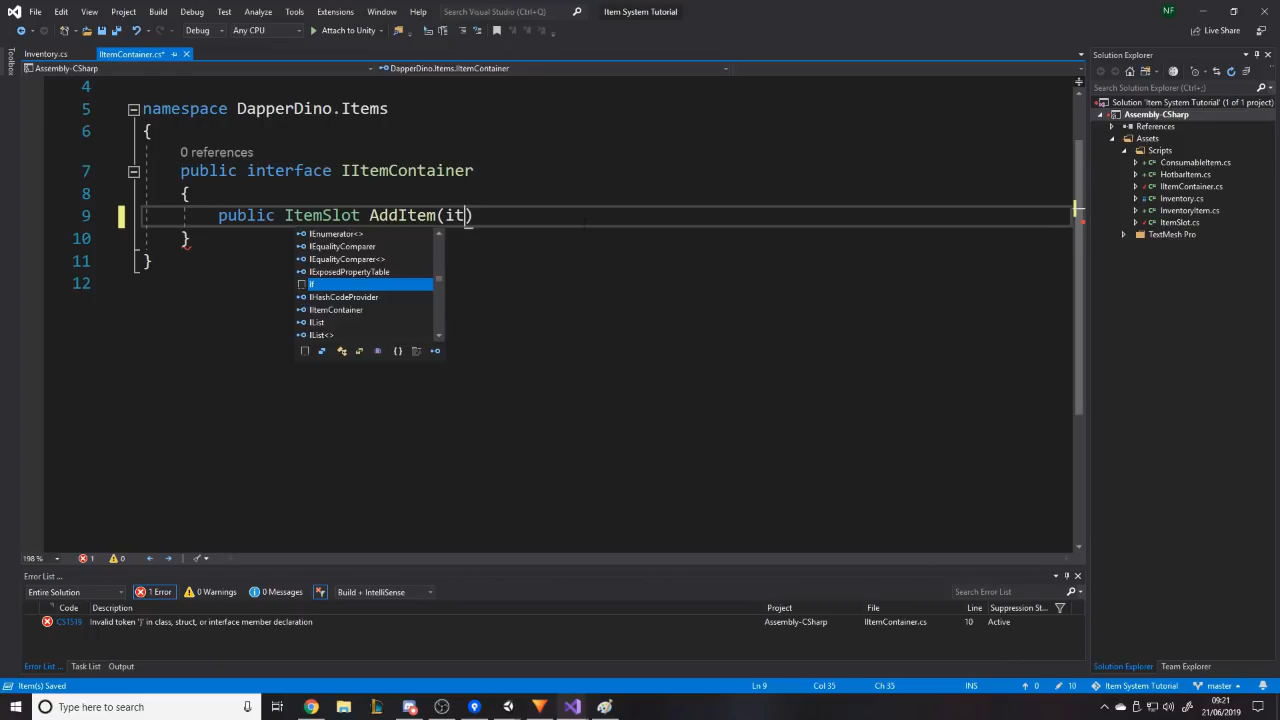 File Edit View Project Build Debug Test Analyze Tools Extensions Window Help Search Visual Studio (Ctrl+Q) Item System Tutorial NF
Debug Any CPU Attach to Unity Live Share
Toolbox
Inventory.cs IItemContainer.cs*
Assembly-CSharp DapperDino.Items.IItemContainer
4
5 namespace DapperDino.Items
6 {
0 references
7 public interface IItemContainer
8 {
9 public ItemSlot AddItem(it)
10 }
11 }
12
IEnumerator<>
IEqualityComparer
IEqualityComparer<>
IExposedPropertyTable
if
IHashCodeProvider
IItemContainer
IList
IList<>
Solution Explorer
Search Solution Explorer (Ctrl+;)
Solution 'Item System Tutorial' (1 of 1 project)
Assembly-CSharp
References
Assets
Scripts
ConsumableItem.cs
HotbarItem.cs
IItemContainer.cs
Inventory.cs
InventoryItem.cs
ItemSlot.cs
TextMesh Pro
198 % 1 0
Error List ...
Entire Solution 1 Error 0 Warnings 0 Messages Build + IntelliSense Search Error List
Code Description Project File Line Suppression St...
CS1519 Invalid token '}' in class, struct, or interface member declaration Assembly-CSharp IItemContainer.cs 10 Active
Error List ... Task List Output Solution Explorer Team Explorer
Item(s) Saved Ln 9 Col 35 Ch 35 INS 0 10 Item System Tutorial master
Type here to search
09:21
21/06/2019